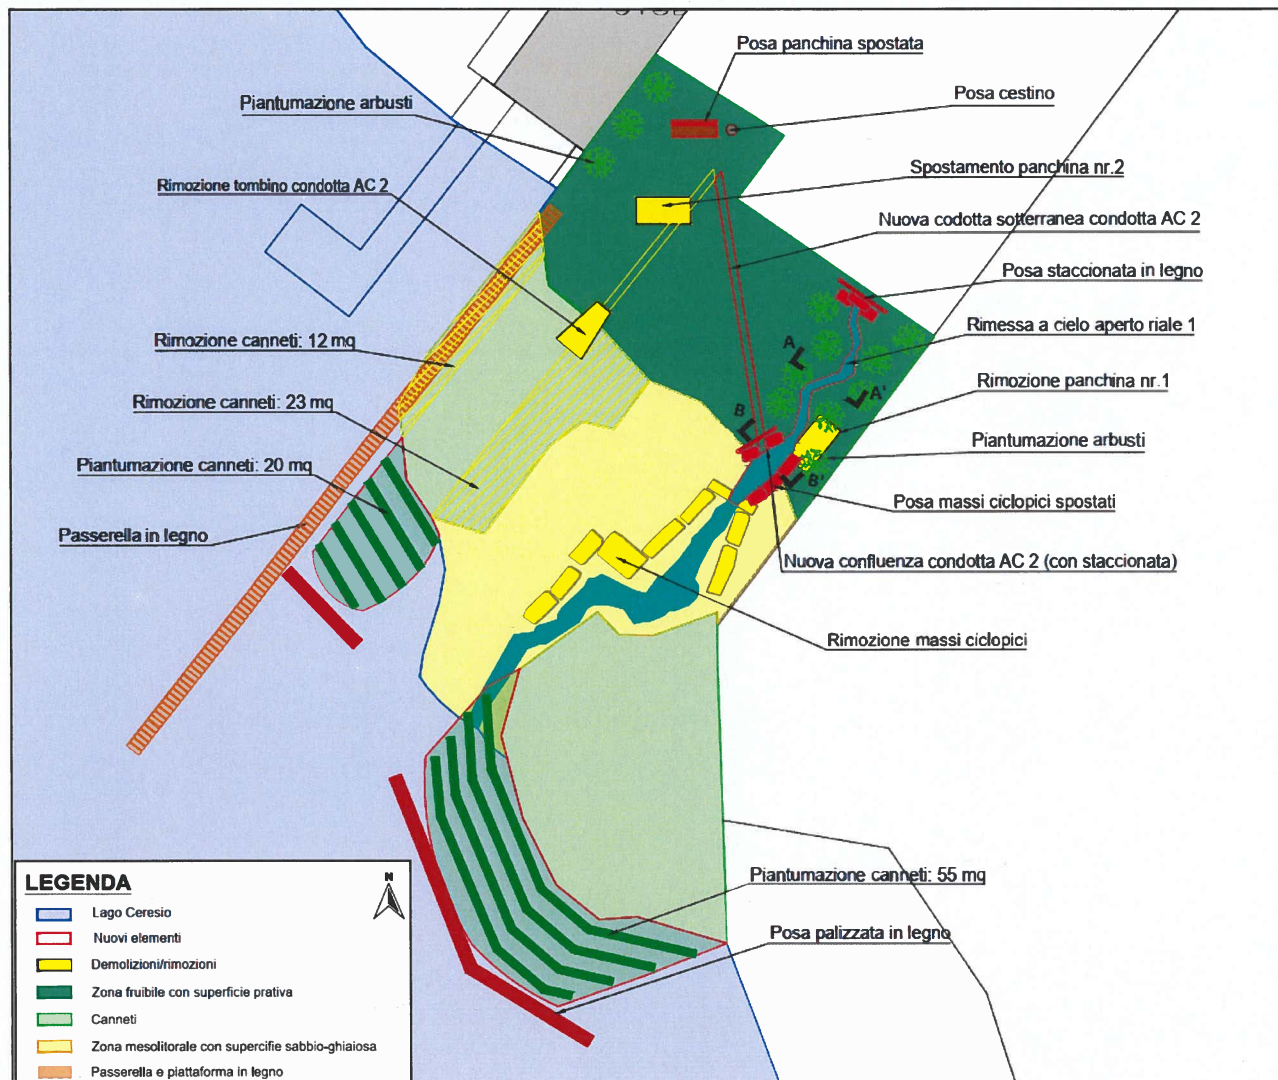 Posa panchina spostata
Posa cestino
Piantumazione arbusti
Spostamento panchina nr.2
Rimozione tombino condotta AC 2
Nuova codotta sotterranea condotta AC 2
Posa staccionata in legno
Rimessa a cielo aperto riale 1
Rimozione canneti: 12 mq
A
A'
Rimozione panchina nr.1
Rimozione canneti: 23 mq
B
Piantumazione arbusti
Piantumazione canneti: 20 mq
B'
Posa massi ciclopici spostati
Passerella in legno
Nuova confluenza condotta AC 2 (con staccionata)
Rimozione massi ciclopici
Piantumazione canneti: 55 mq
Posa palizzata in legno
LEGENDA
N
Lago Ceresio
Nuovi elementi
Demolizioni/rimozioni
Zona fruibile con superficie prativa
Canneti
Zona mesolitorale con supercifie sabbio-ghiaiosa
Passerella e piattaforma in legno